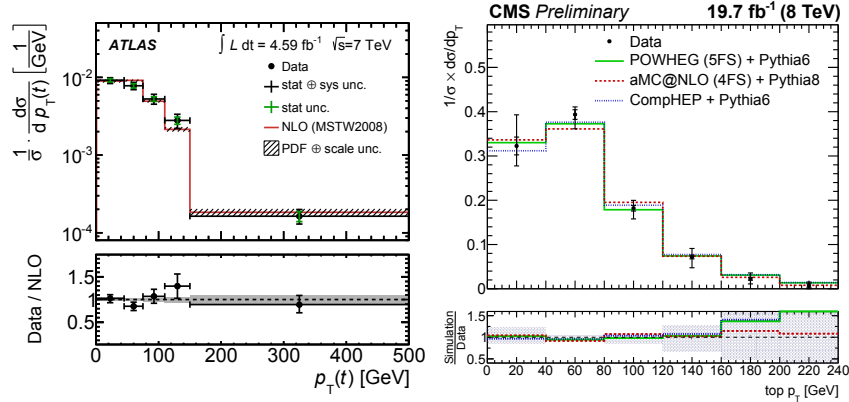 ATLAS
∫ L dt = 4.59 fb⁻¹ √s=7 TeV
Data
stat ⊕ sys unc.
stat unc.
NLO (MSTW2008)
PDF ⊕ scale unc.
1/σ · dσ/d p_T(t) [1/GeV]
10⁻²
10⁻³
10⁻⁴
Data / NLO
1.5
1
0.5
0 100 200 300 400 500
p_T(t) [GeV]
CMS Preliminary 19.7 fb⁻¹ (8 TeV)
Data
POWHEG (5FS) + Pythia6
aMC@NLO (4FS) + Pythia8
CompHEP + Pythia6
1/σ × dσ/dp_T
0.5
0.4
0.3
0.2
0.1
0
Simulation
Data
1.5
1
0.5
0 20 40 60 80 100 120 140 160 180 200 220 240
top p_T [GeV]